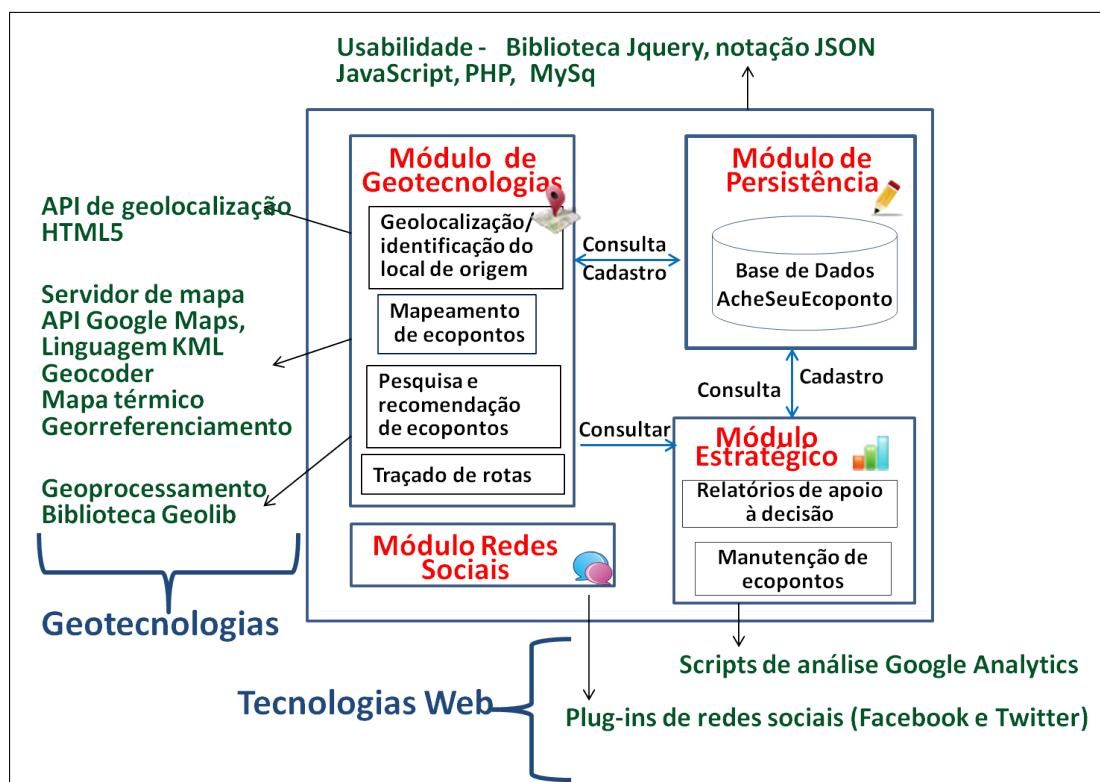 Usabilidade - Biblioteca Jquery, notação JSON
JavaScript, PHP, MySq
Módulo de
Geotecnologias
Geolocalização/
identificação do
local de origem
Mapeamento
de ecopontos
Pesquisa e
recomendação
de ecopontos
Traçado de rotas
Módulo de
Persistência
Base de Dados
AcheSeuEcoponto
Consulta
Cadastro
Consulta
Cadastro
Consultar
Módulo
Estratégico
Relatórios de apoio
à decisão
Manutenção de
ecopontos
Módulo Redes
Sociais
API de geolocalização
HTML5
Servidor de mapa
API Google Maps,
Linguagem KML
Geocoder
Mapa térmico
Georreferenciamento
Geoprocessamento
Biblioteca Geolib
Geotecnologias
Tecnologias Web
Scripts de análise Google Analytics
Plug-ins de redes sociais (Facebook e Twitter)